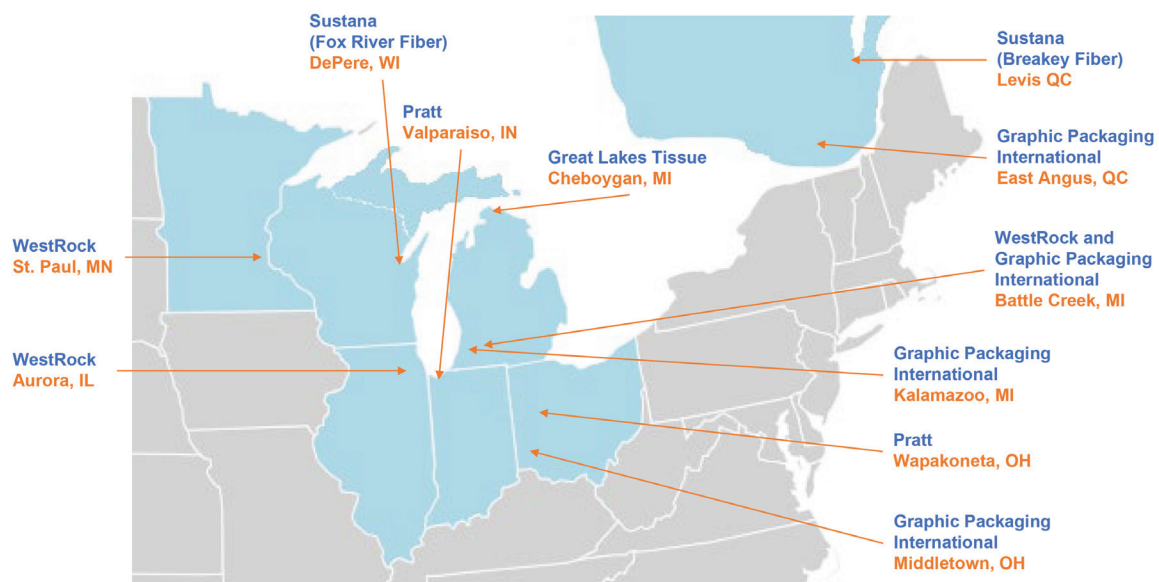 Sustana
(Fox River Fiber)
DePere, WI
Pratt
Valparaiso, IN
Great Lakes Tissue
Cheboygan, MI
WestRock
St. Paul, MN
WestRock
Aurora, IL
Sustana
(Breakey Fiber)
Levis QC
Graphic Packaging
International
East Angus, QC
WestRock and
Graphic Packaging
International
Battle Creek, MI
Graphic Packaging
International
Kalamazoo, MI
Pratt
Wapakoneta, OH
Graphic Packaging
International
Middletown, OH